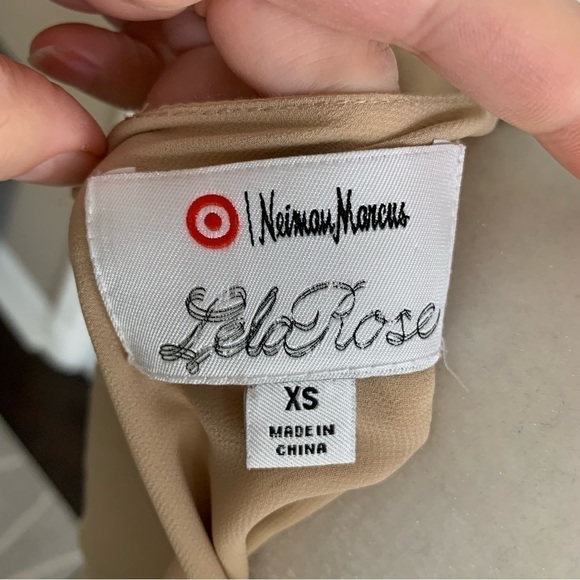 | Neiman Marcus
Lela Rose
XS
MADE IN
CHINA